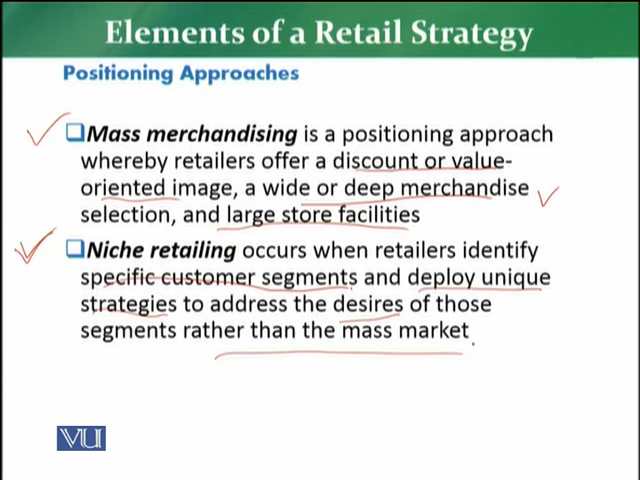 Elements of a Retail Strategy
Positioning Approaches
Mass merchandising is a positioning approach
whereby retailers offer a discount or value-
oriented image, a wide or deep merchandise
selection, and large store facilities
Niche retailing occurs when retailers identify
specific customer segments and deploy unique
strategies to address the desires of those
segments rather than the mass market
VU